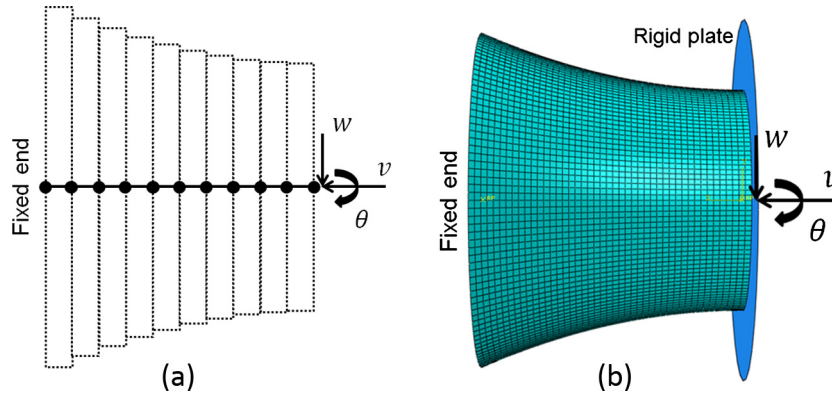 Fixed end
w
v
θ
(a)
Fixed end
Rigid plate
w
v
θ
(b)